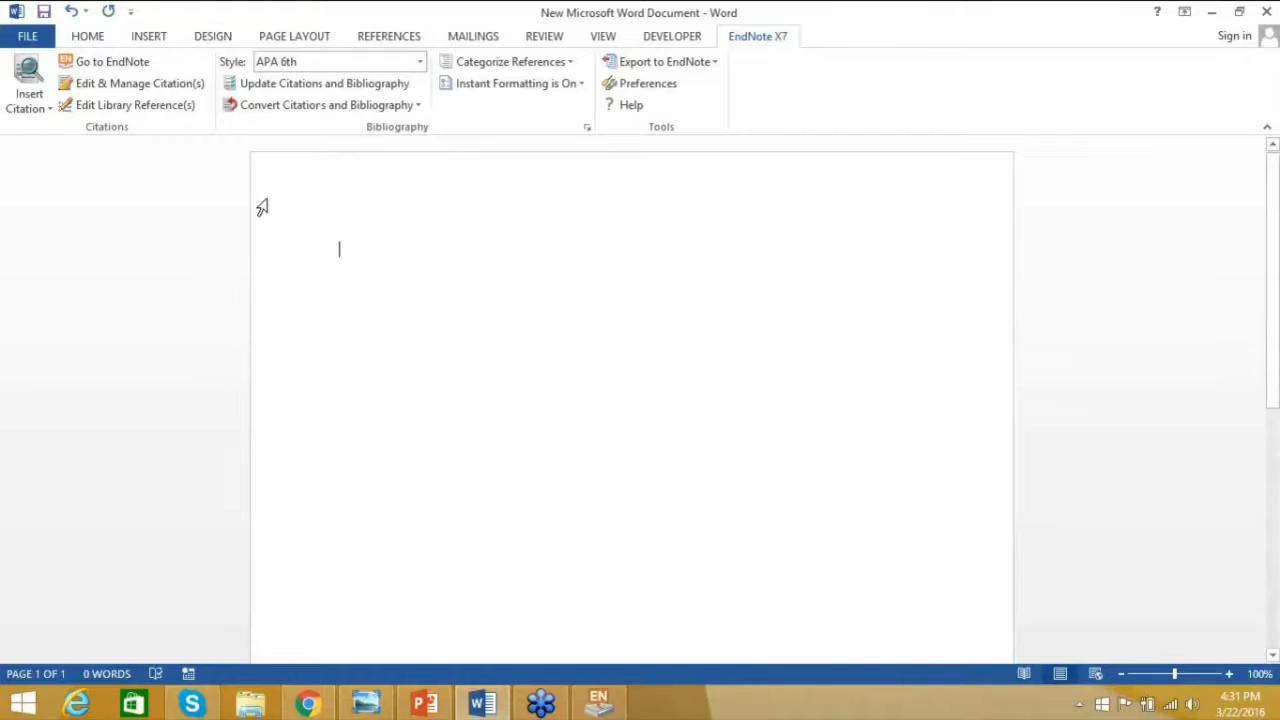 New Microsoft Word Document - Word
FILE HOME INSERT DESIGN PAGE LAYOUT REFERENCES MAILINGS REVIEW VIEW DEVELOPER EndNote X7 Sign in
Go to EndNote Style: APA 6th Categorize References Export to EndNote
Edit & Manage Citation(s) Update Citations and Bibliography Instant Formatting is On Preferences
Insert
Citation Edit Library Reference(s) Convert Citations and Bibliography Help
Citations Bibliography Tools
PAGE 1 OF 1 0 WORDS 100%
EN
4:31 PM
3/22/2016